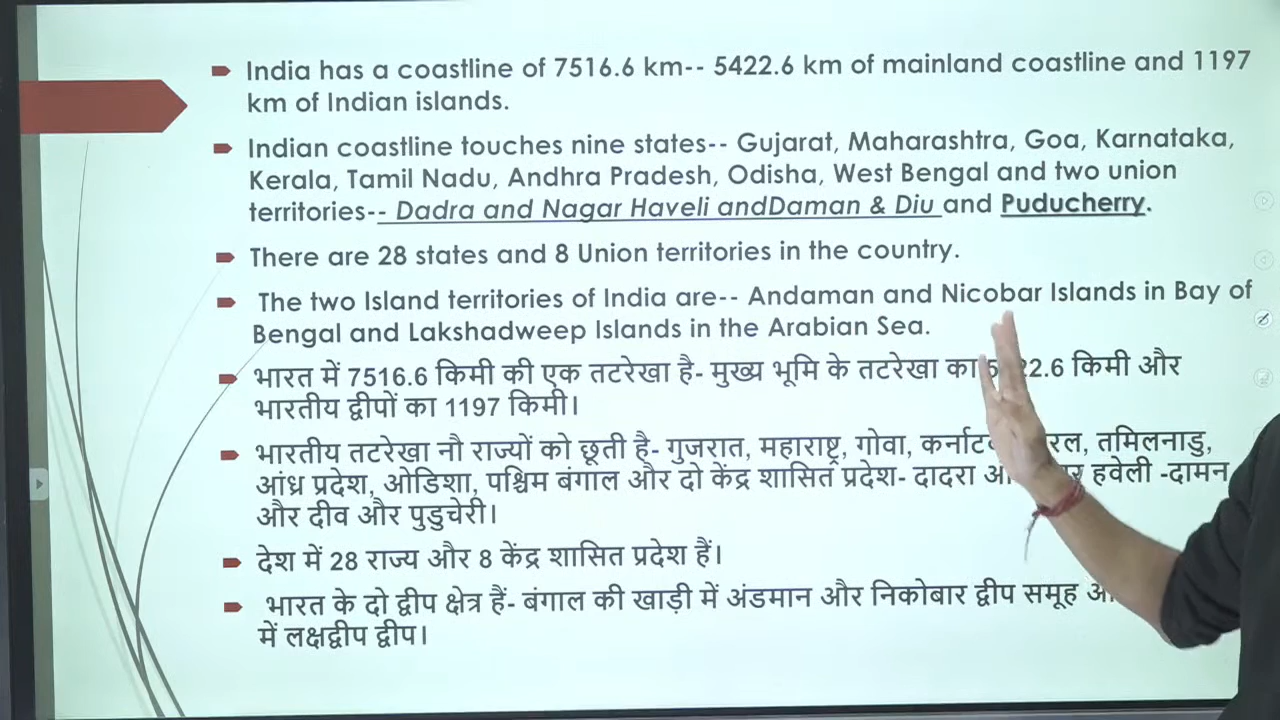 India has a coastline of 7516.6 km-- 5422.6 km of mainland coastline and 1197
km of Indian islands.
Indian coastline touches nine states-- Gujarat, Maharashtra, Goa, Karnataka,
Kerala, Tamil Nadu, Andhra Pradesh, Odisha, West Bengal and two union
territories-- Dadra and Nagar Haveli andDaman & Diu and Puducherry.
There are 28 states and 8 Union territories in the country.
The two Island territories of India are-- Andaman and Nicobar Islands in Bay of
Bengal and Lakshadweep Islands in the Arabian Sea.
भारत में 7516.6 किमी की एक तटरेखा है- मुख्य भूमि के तटरेखा का किमी और
भारतीय द्वीपों का 1197 किमी।
भारतीय तटरेखा नौ राज्यों को छूती है- गुजरात, महाराष्ट्र, गोवा, तमिलनाडु,
आंध्र प्रदेश, ओडिशा, पश्चिम बंगाल और दो केंद्र शासित प्रदेश- दादरा हवेली -दामन
और दीव और पुडुचेरी।
देश में 28 राज्य और 8 केंद्र शासित प्रदेश हैं।
भारत के दो द्वीप क्षेत्र हैं- बंगाल की खाड़ी में अंडमान और निकोबार द्वीप समूह
में लक्षद्वीप द्वीप।